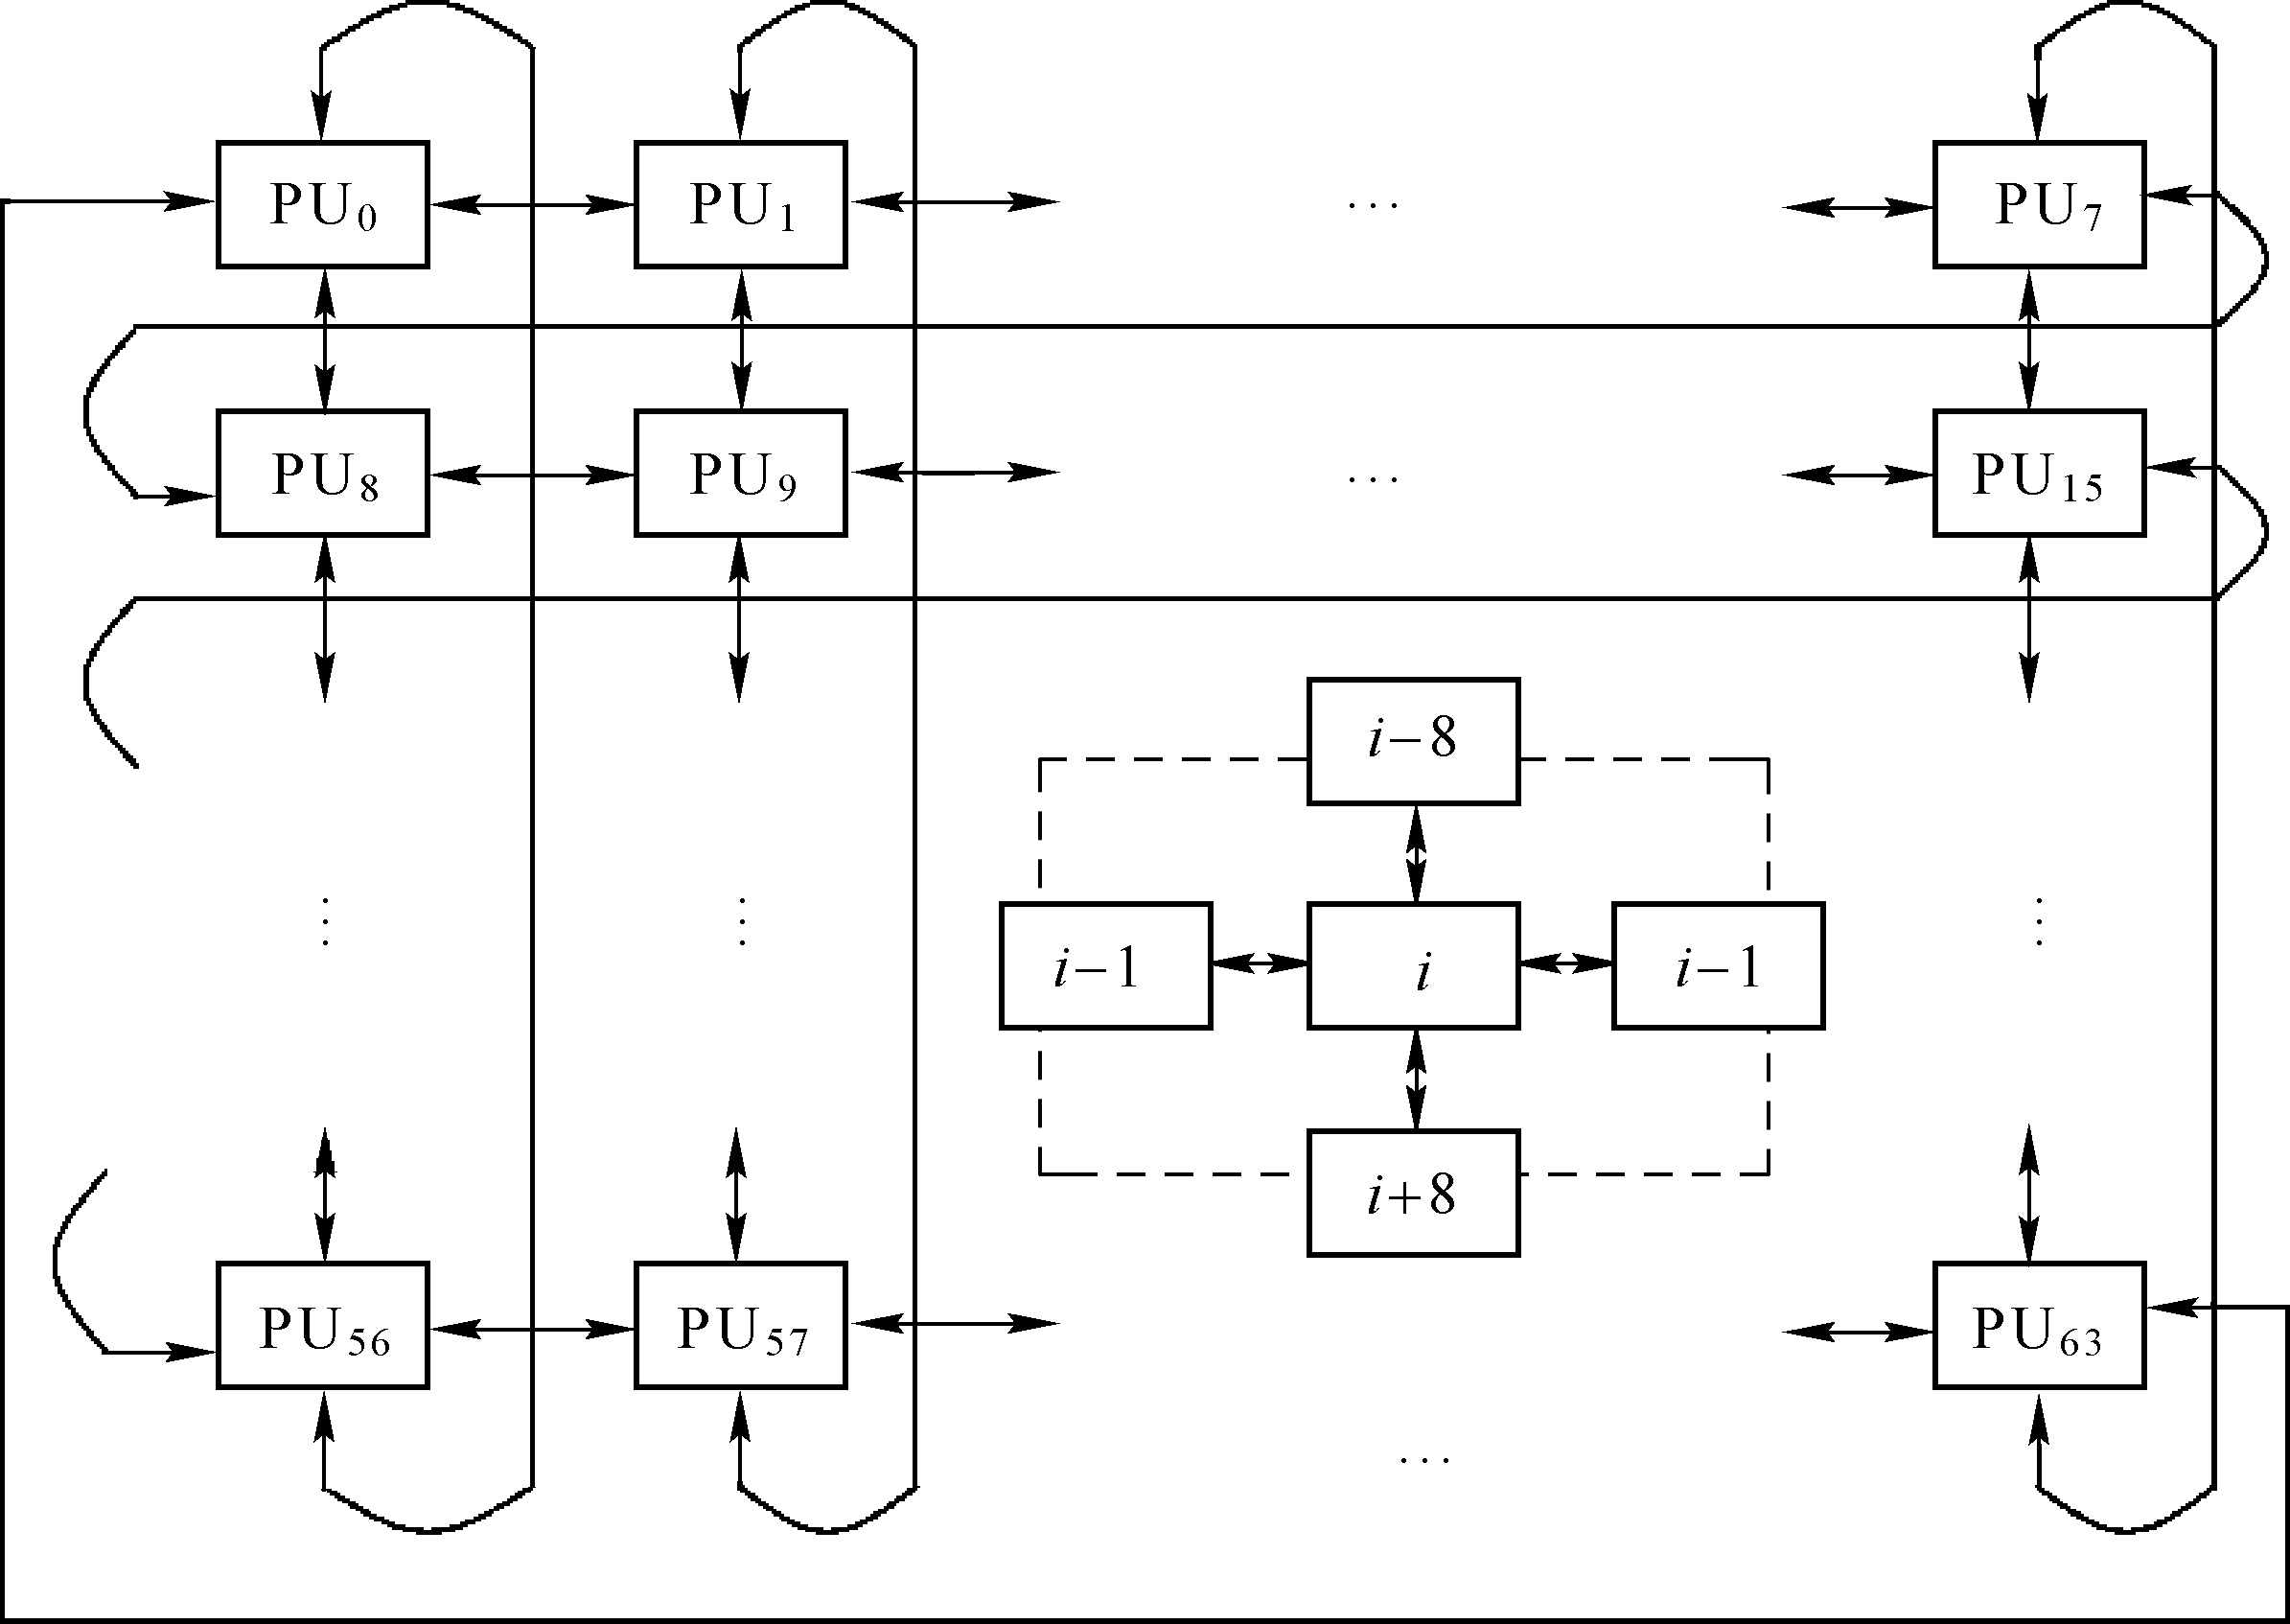 PU₀ PU₁ ··· PU₇
PU₈ PU₉ ··· PU₁₅
i−8
i−1 i i−1
i+8
PU₅₆ PU₅₇ PU₆₃
···